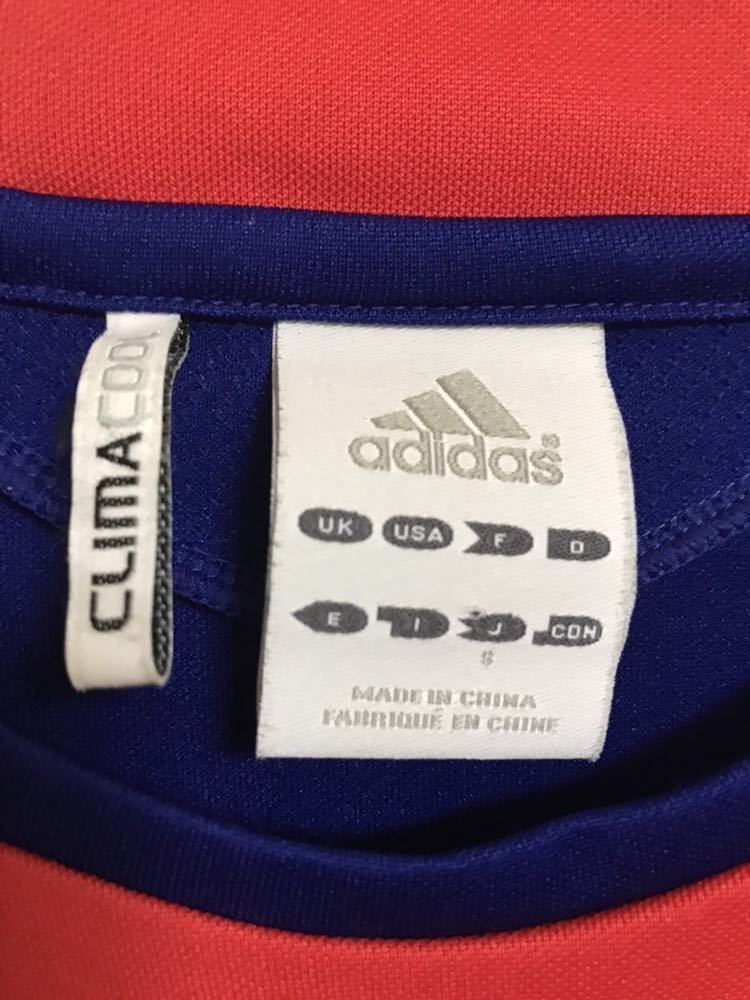 CLIMACOOL
adidas®
UK USA F D
E I J CON
S
MADE IN CHINA
FABRIQUÉ EN CHINE